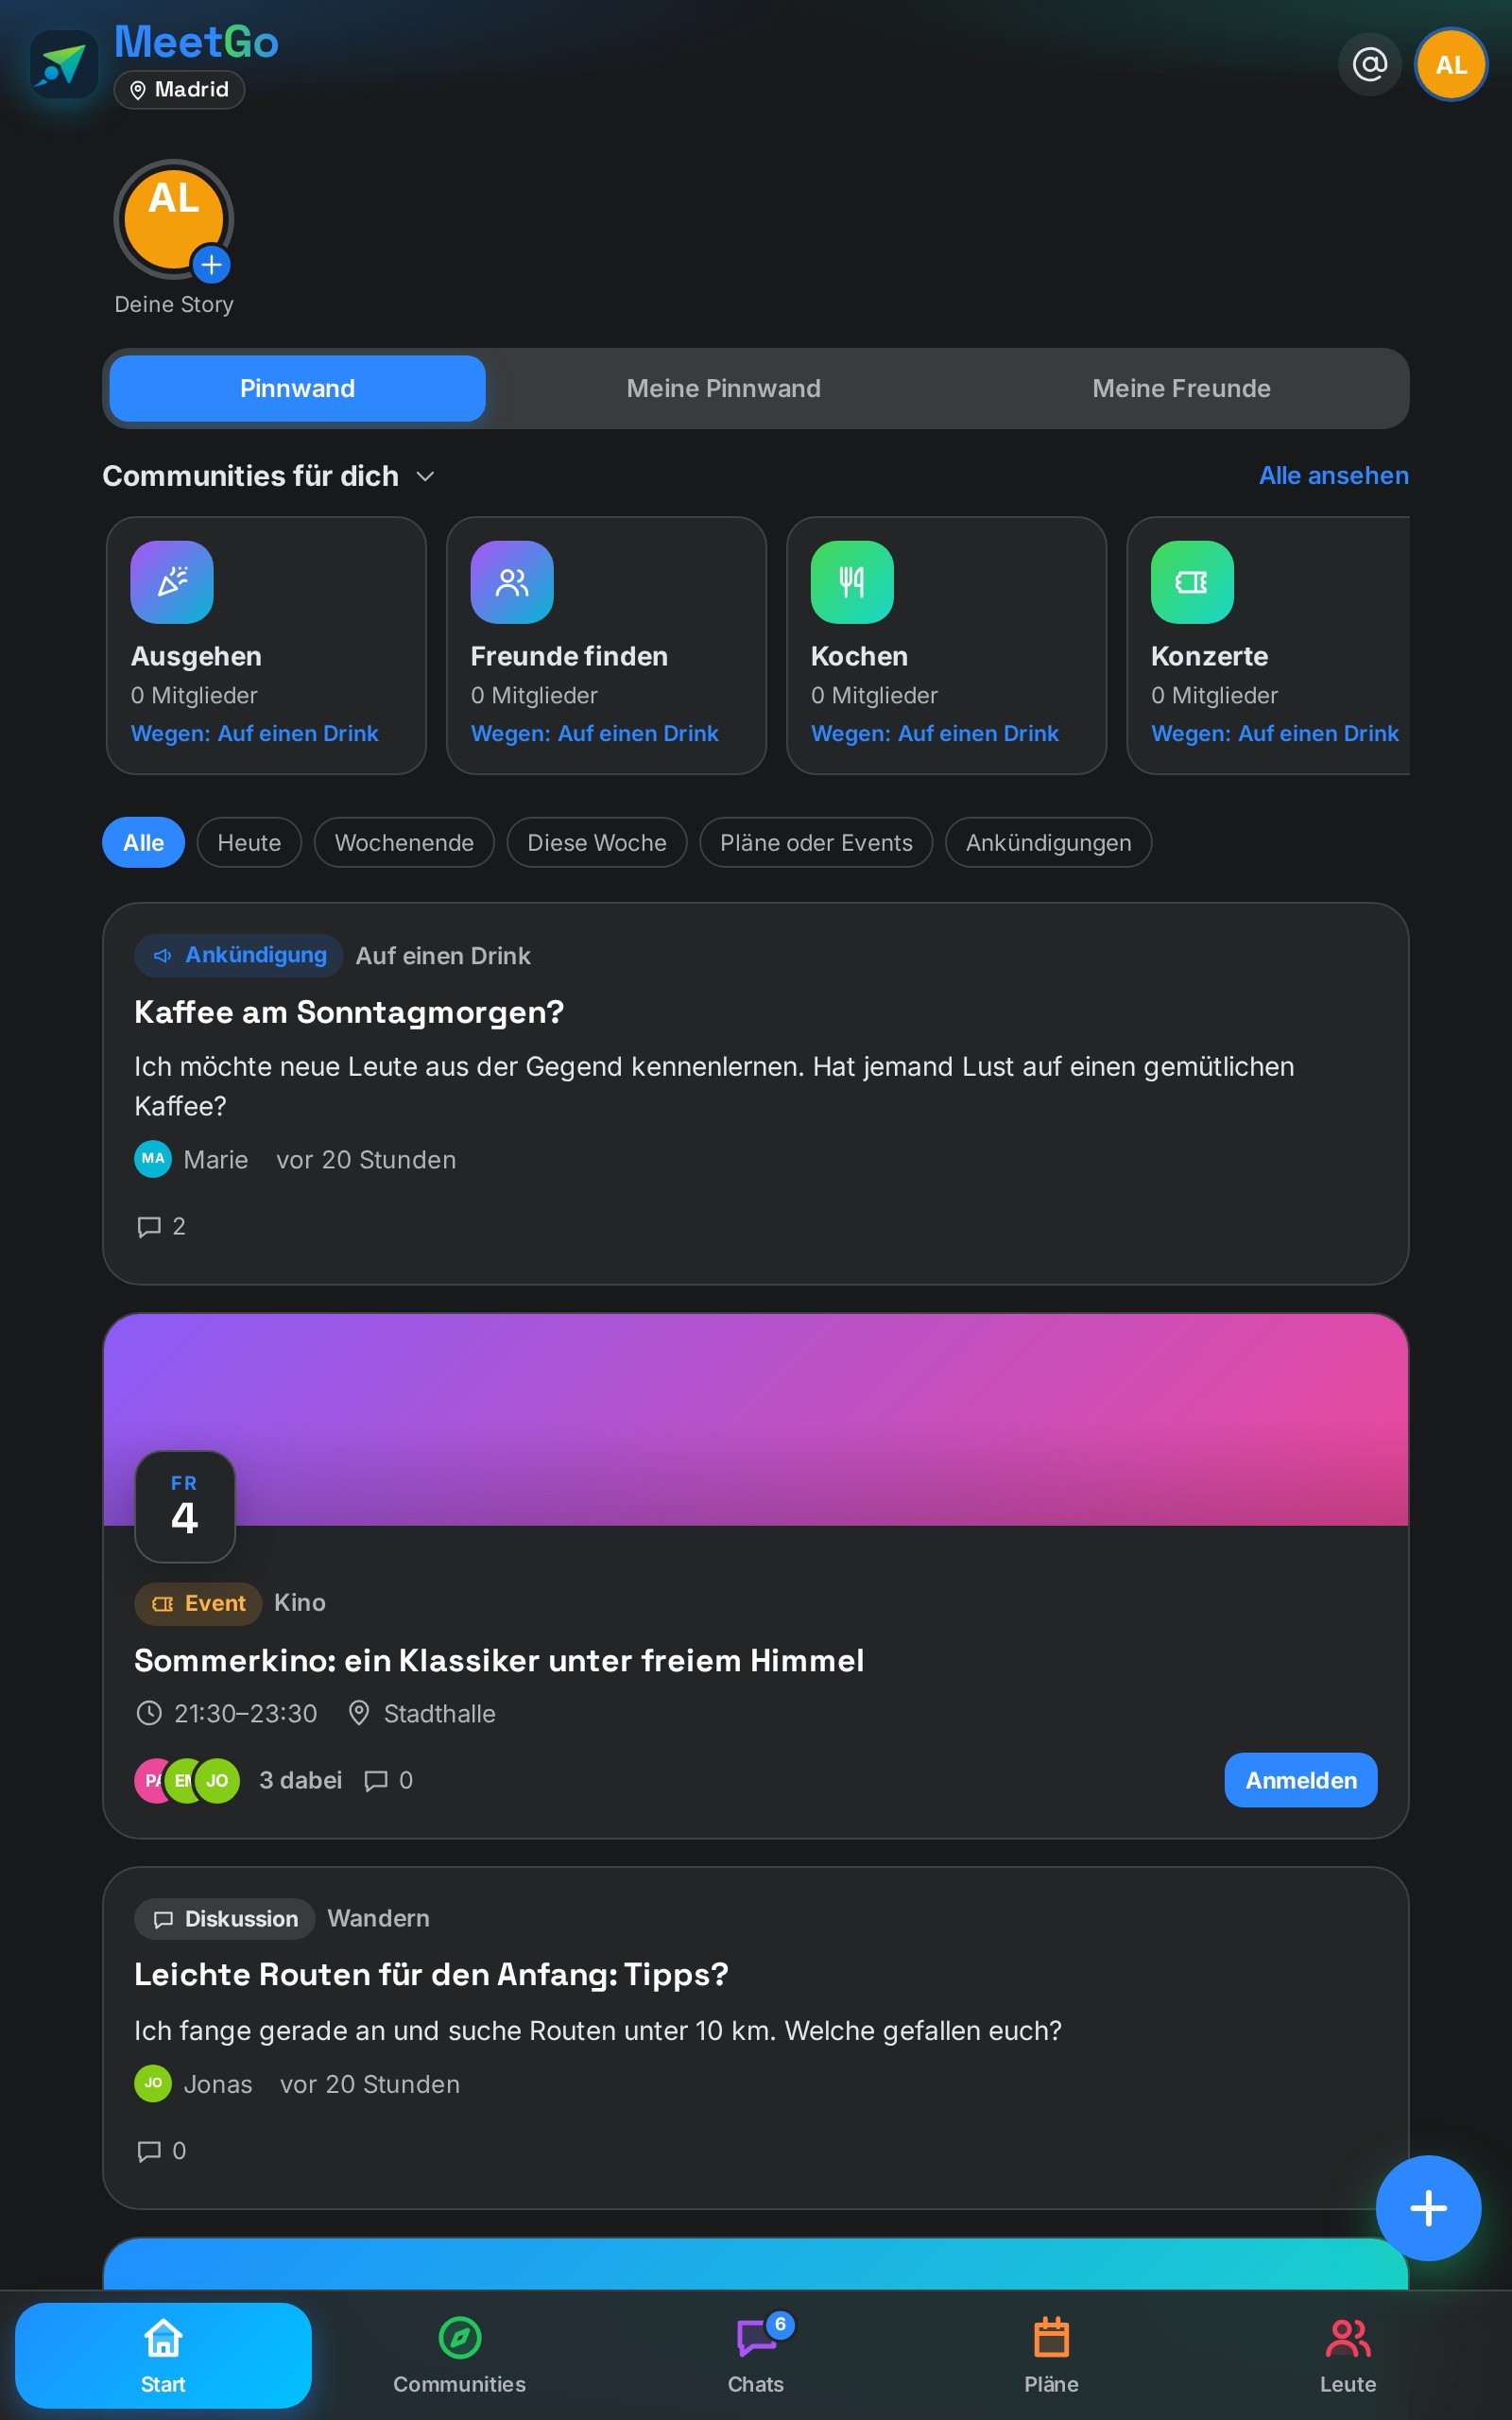 MeetGo
Madrid
@
AL
AL
Deine Story
Pinnwand
Meine Pinnwand
Meine Freunde
Communities für dich
Alle ansehen
Ausgehen
0 Mitglieder
Wegen: Auf einen Drink
Freunde finden
0 Mitglieder
Wegen: Auf einen Drink
Kochen
0 Mitglieder
Wegen: Auf einen Drink
Konzerte
0 Mitglieder
Wegen: Auf einen Drink
Alle
Heute
Wochenende
Diese Woche
Pläne oder Events
Ankündigungen
Ankündigung Auf einen Drink
Kaffee am Sonntagmorgen?
Ich möchte neue Leute aus der Gegend kennenlernen. Hat jemand Lust auf einen gemütlichen
Kaffee?
MA Marie vor 20 Stunden
2
FR
4
Event Kino
Sommerkino: ein Klassiker unter freiem Himmel
21:30–23:30 Stadthalle
JO 3 dabei 0
Anmelden
Diskussion Wandern
Leichte Routen für den Anfang: Tipps?
Ich fange gerade an und suche Routen unter 10 km. Welche gefallen euch?
JO Jonas vor 20 Stunden
0
Start
Communities
6
Chats
Pläne
Leute